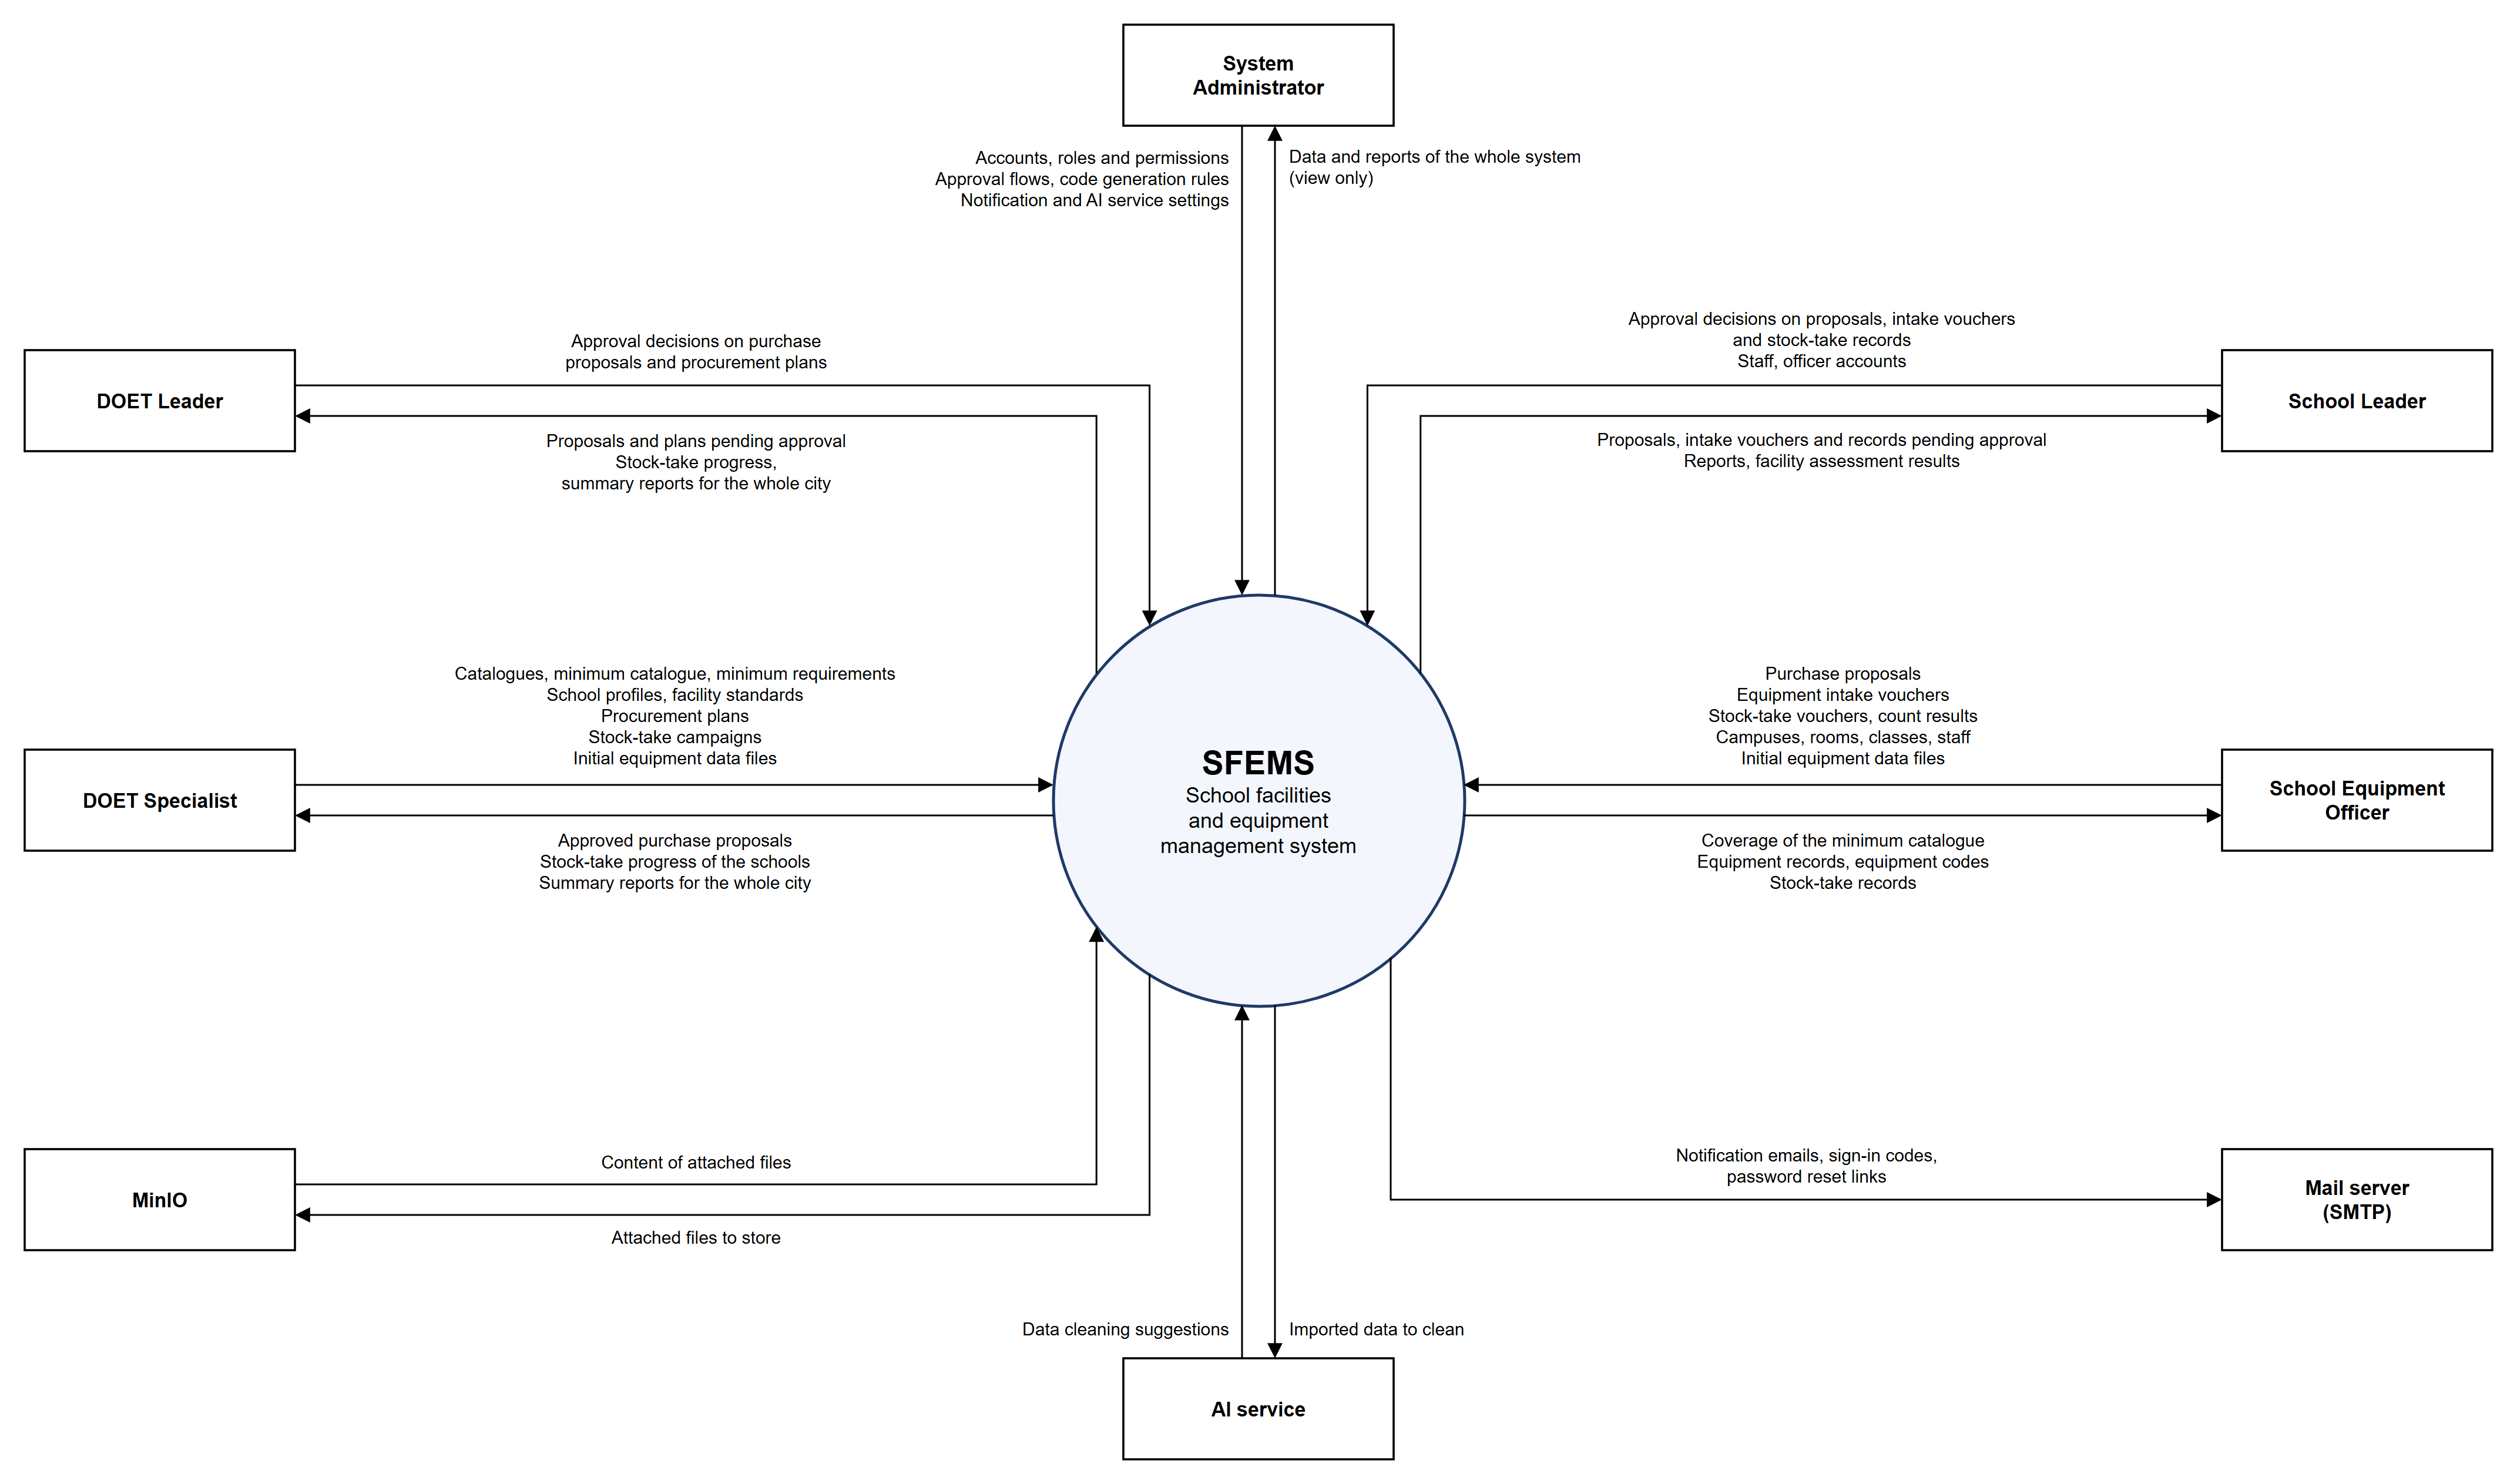 System
Administrator
Accounts, roles and permissions
Approval flows, code generation rules
Notification and AI service settings
Data and reports of the whole system
(view only)
DOET Leader
Approval decisions on purchase
proposals and procurement plans
Proposals and plans pending approval
Stock-take progress,
summary reports for the whole city
Approval decisions on proposals, intake vouchers
and stock-take records
Staff, officer accounts
School Leader
Proposals, intake vouchers and records pending approval
Reports, facility assessment results
DOET Specialist
Catalogues, minimum catalogue, minimum requirements
School profiles, facility standards
Procurement plans
Stock-take campaigns
Initial equipment data files
Approved purchase proposals
Stock-take progress of the schools
Summary reports for the whole city
SFEMS
School facilities
and equipment
management system
Purchase proposals
Equipment intake vouchers
Stock-take vouchers, count results
Campuses, rooms, classes, staff
Initial equipment data files
School Equipment
Officer
Coverage of the minimum catalogue
Equipment records, equipment codes
Stock-take records
MinIO
Content of attached files
Attached files to store
Notification emails, sign-in codes,
password reset links
Mail server
(SMTP)
Data cleaning suggestions
Imported data to clean
AI service